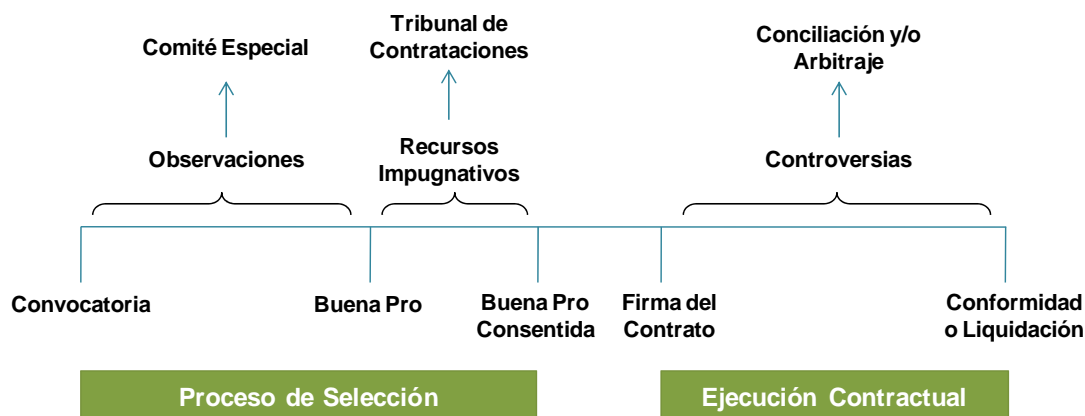 Comité Especial
Tribunal de
Contrataciones
Conciliación y/o
Arbitraje
Observaciones
Recursos
Impugnativos
Controversias
Convocatoria
Buena Pro
Buena Pro
Consentida
Firma del
Contrato
Conformidad
o Liquidación
Proceso de Selección
Ejecución Contractual